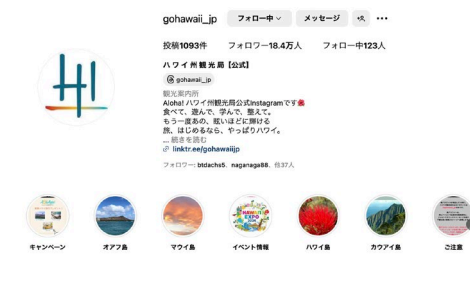 gohawaii_jp フォロー中 メッセージ
投稿1093件 フォロワー18.4万人 フォロー中123人
ハワイ州観光局【公式】
gohawaii_jp
観光案内所
Aloha! ハワイ州観光局公式Instagramです🌺
食べて、遊んで、学んで、整えて。
もう一度あの、眩いほどに輝ける
旅、はじめるなら、やっぱりハワイ。
... 続きを読む
linktr.ee/gohawaiijp
フォロワー: btdachs5、naganaga88、他37人
HAWAII EXPO
キャンペーン オアフ島 マウイ島 イベント情報 ハワイ島 カウアイ島 ご注意